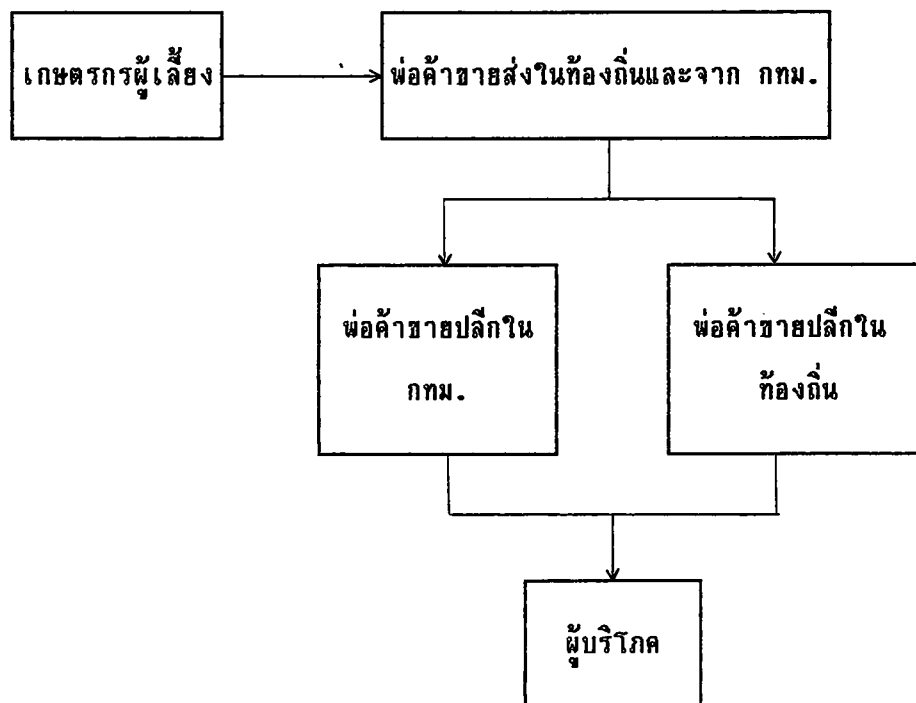 เกษตรกรผู้เลี้ยง
พ่อค้าขายส่งในท้องถิ่นและจาก กทม.
พ่อค้าขายปลีกใน
กทม.
พ่อค้าขายปลีกใน
ท้องถิ่น
ผู้บริโภค